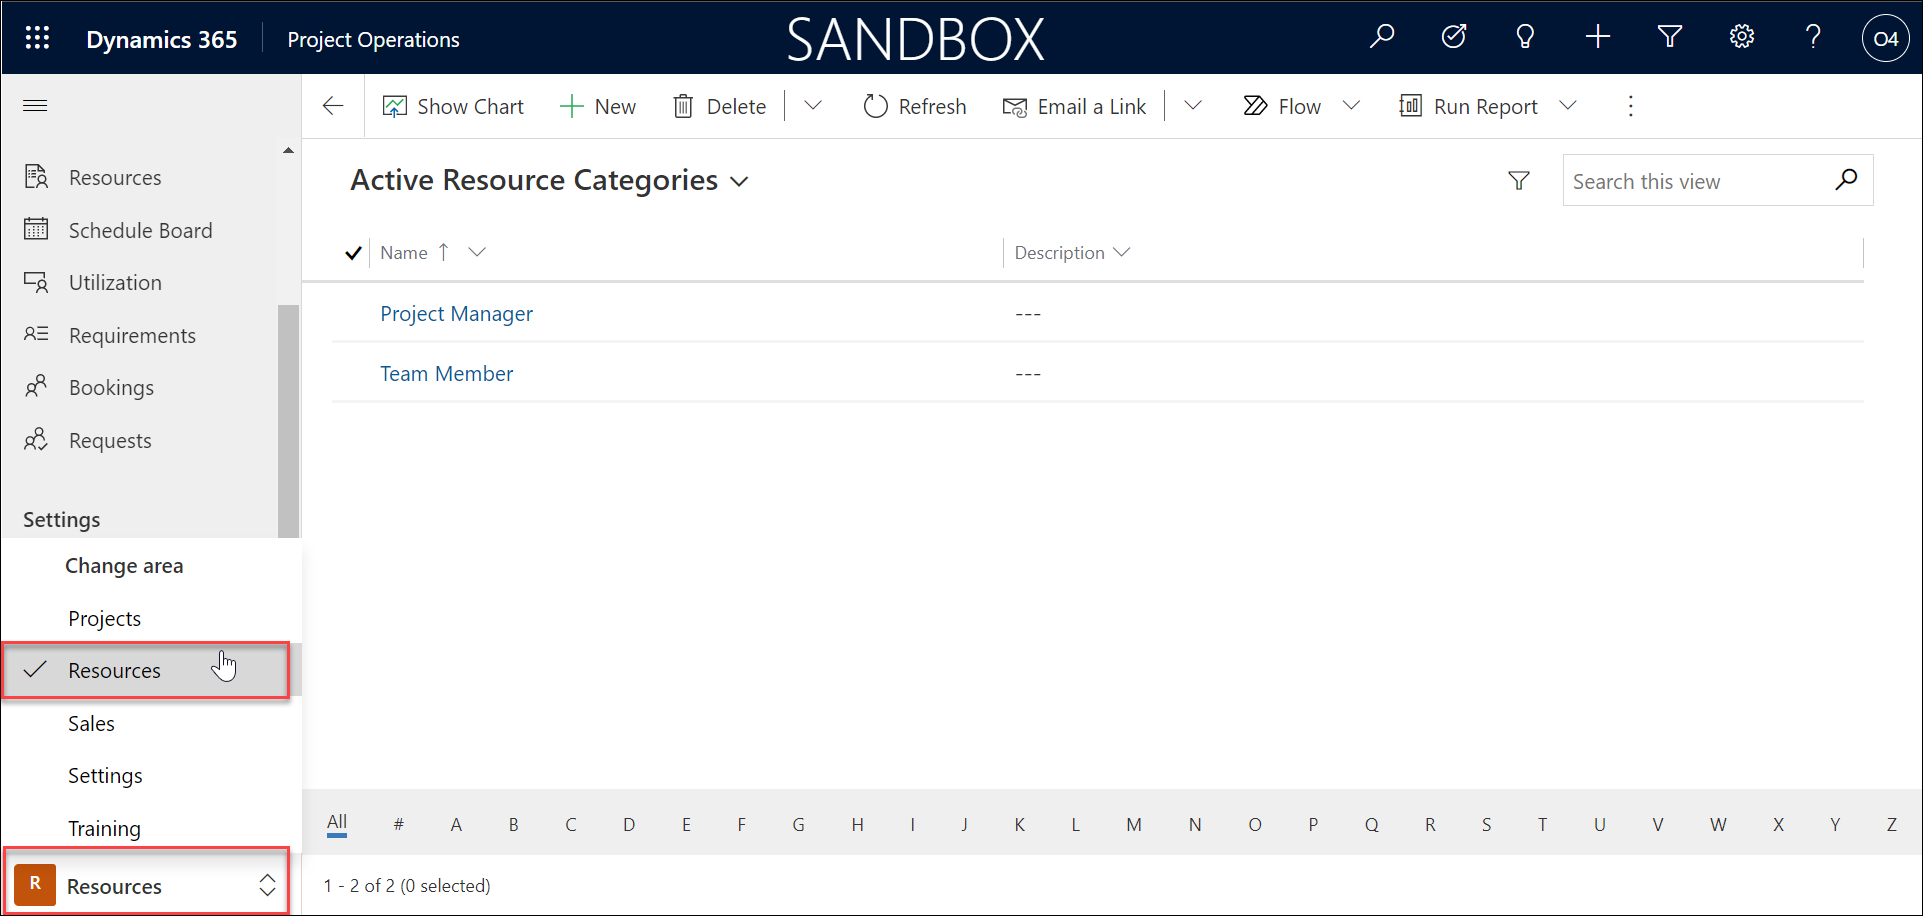 Dynamics 365 Project Operations SANDBOX ? O4
Show Chart New Delete Refresh Email a Link Flow Run Report
Resources
Schedule Board
Utilization
Requirements
Bookings
Requests
Settings
Change area
Projects
Resources
Sales
Settings
Training
R Resources
Active Resource Categories
Search this view
Name ↑ Description
Project Manager ---
Team Member ---
All # A B C D E F G H I J K L M N O P Q R S T U V W X Y Z
1 - 2 of 2 (0 selected)